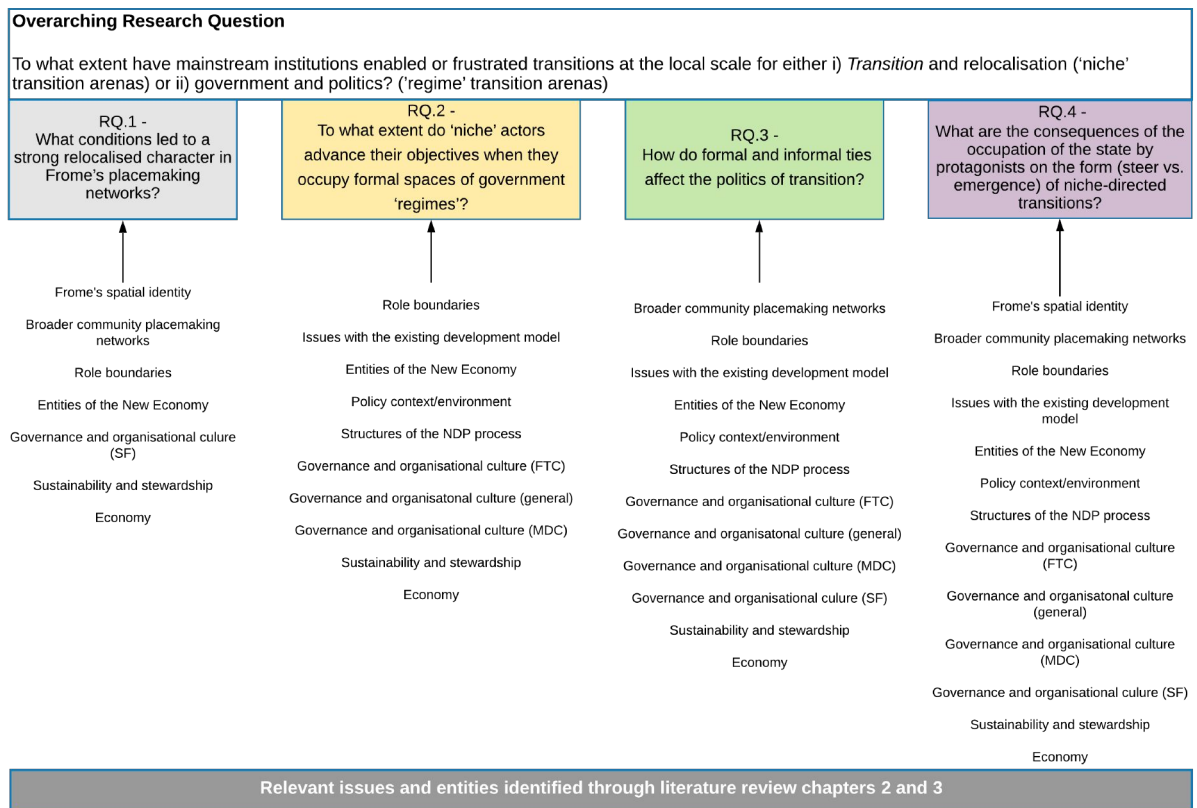 Overarching Research Question
To what extent have mainstream institutions enabled or frustrated transitions at the local scale for either i) Transition and relocalisation (‘niche’
transition arenas) or ii) government and politics? (’regime’ transition arenas)
RQ.1 -
What conditions led to a
strong relocalised character in
Frome’s placemaking
networks?
Frome's spatial identity
Broader community placemaking
networks
Role boundaries
Entities of the New Economy
Governance and organisational culure
(SF)
Sustainability and stewardship
Economy
RQ.2 -
To what extent do ‘niche’ actors
advance their objectives when they
occupy formal spaces of government
‘regimes’?
Role boundaries
Issues with the existing development model
Entities of the New Economy
Policy context/environment
Structures of the NDP process
Governance and organisational culture (FTC)
Governance and organisatonal culture (general)
Governance and organisational culture (MDC)
Sustainability and stewardship
Economy
RQ.3 -
How do formal and informal ties
affect the politics of transition?
Broader community placemaking networks
Role boundaries
Issues with the existing development model
Entities of the New Economy
Policy context/environment
Structures of the NDP process
Governance and organisational culture (FTC)
Governance and organisatonal culture (general)
Governance and organisational culture (MDC)
Governance and organisational culure (SF)
Sustainability and stewardship
Economy
RQ.4 -
What are the consequences of the
occupation of the state by
protagonists on the form (steer vs.
emergence) of niche-directed
transitions?
Frome's spatial identity
Broader community placemaking networks
Role boundaries
Issues with the existing development
model
Entities of the New Economy
Policy context/environment
Structures of the NDP process
Governance and organisational culture
(FTC)
Governance and organisatonal culture
(general)
Governance and organisational culture
(MDC)
Governance and organisational culure (SF)
Sustainability and stewardship
Economy
Relevant issues and entities identified through literature review chapters 2 and 3